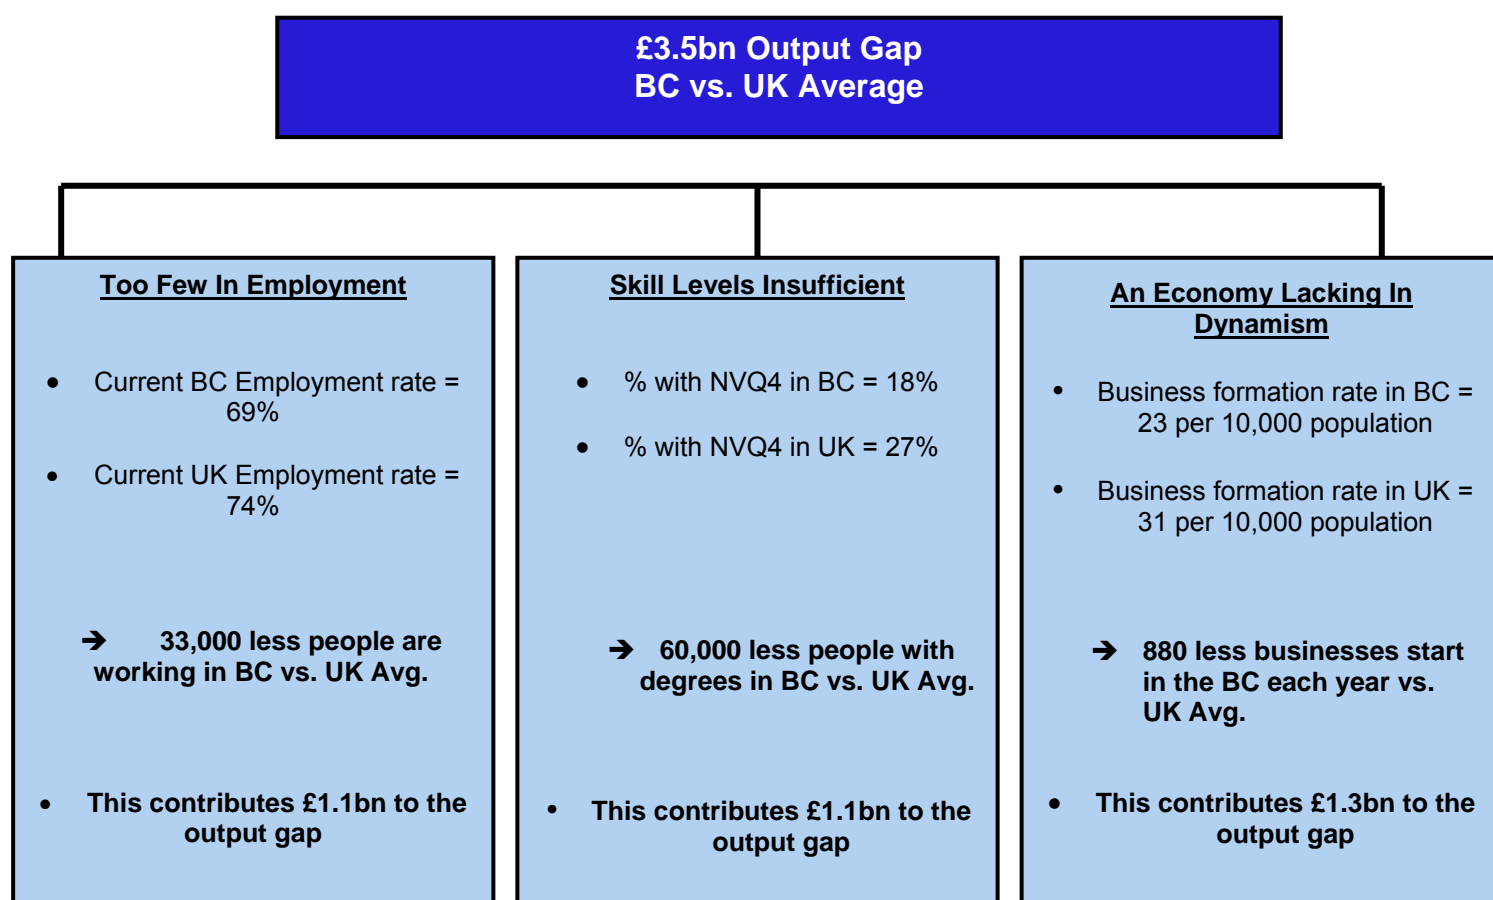 £3.5bn Output Gap
BC vs. UK Average
Too Few In Employment
• Current BC Employment rate =
69%
• Current UK Employment rate =
74%
➔ 33,000 less people are
working in BC vs. UK Avg.
• This contributes £1.1bn to the
output gap
Skill Levels Insufficient
• % with NVQ4 in BC = 18%
• % with NVQ4 in UK = 27%
➔ 60,000 less people with
degrees in BC vs. UK Avg.
• This contributes £1.1bn to the
output gap
An Economy Lacking In
Dynamism
• Business formation rate in BC =
23 per 10,000 population
• Business formation rate in UK =
31 per 10,000 population
➔ 880 less businesses start
in the BC each year vs.
UK Avg.
• This contributes £1.3bn to the
output gap